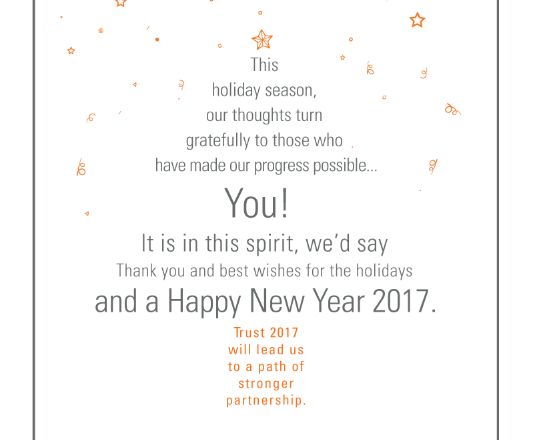 This
holiday season,
our thoughts turn
gratefully to those who
have made our progress possible...
You!
It is in this spirit, we'd say
Thank you and best wishes for the holidays
and a Happy New Year 2017.
Trust 2017
will lead us
to a path of
stronger
partnership.